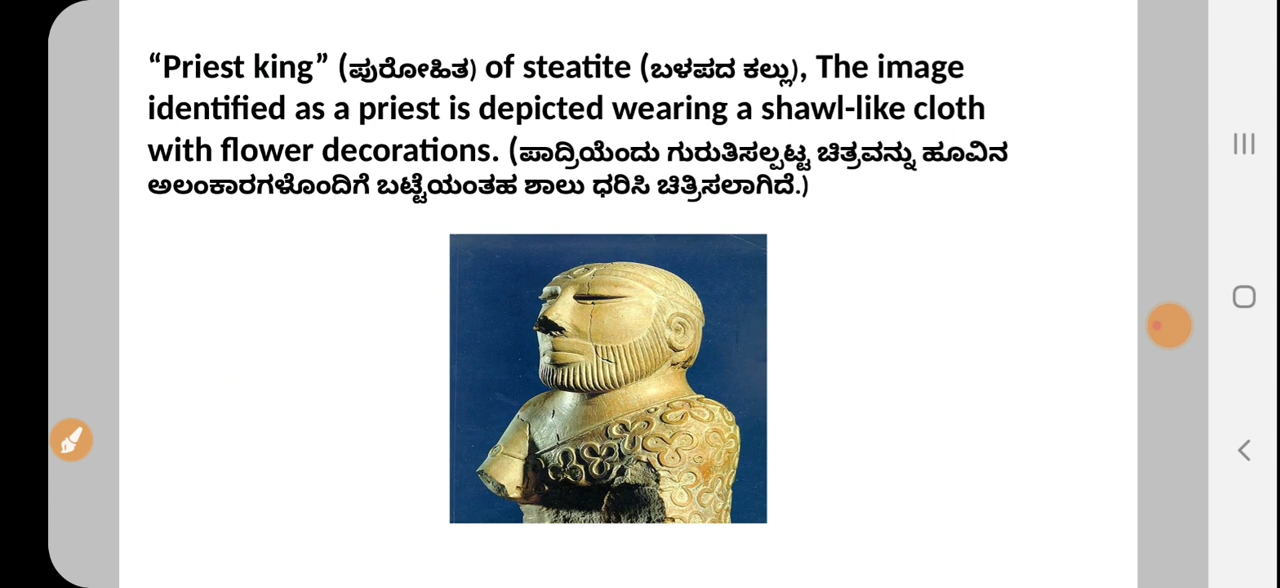 “Priest king” (ಪುರೋಹಿತ) of steatite (ಬಳಪದ ಕಲ್ಲು), The image
identified as a priest is depicted wearing a shawl-like cloth
with flower decorations. (ಪಾದ್ರಿಯೆಂದು ಗುರುತಿಸಲ್ಪಟ್ಟ ಚಿತ್ರವನ್ನು ಹೂವಿನ
ಅಲಂಕಾರಗಳೊಂದಿಗೆ ಬಟ್ಟೆಯಂತಹ ಶಾಲು ಧರಿಸಿ ಚಿತ್ರಿಸಲಾಗಿದೆ.)